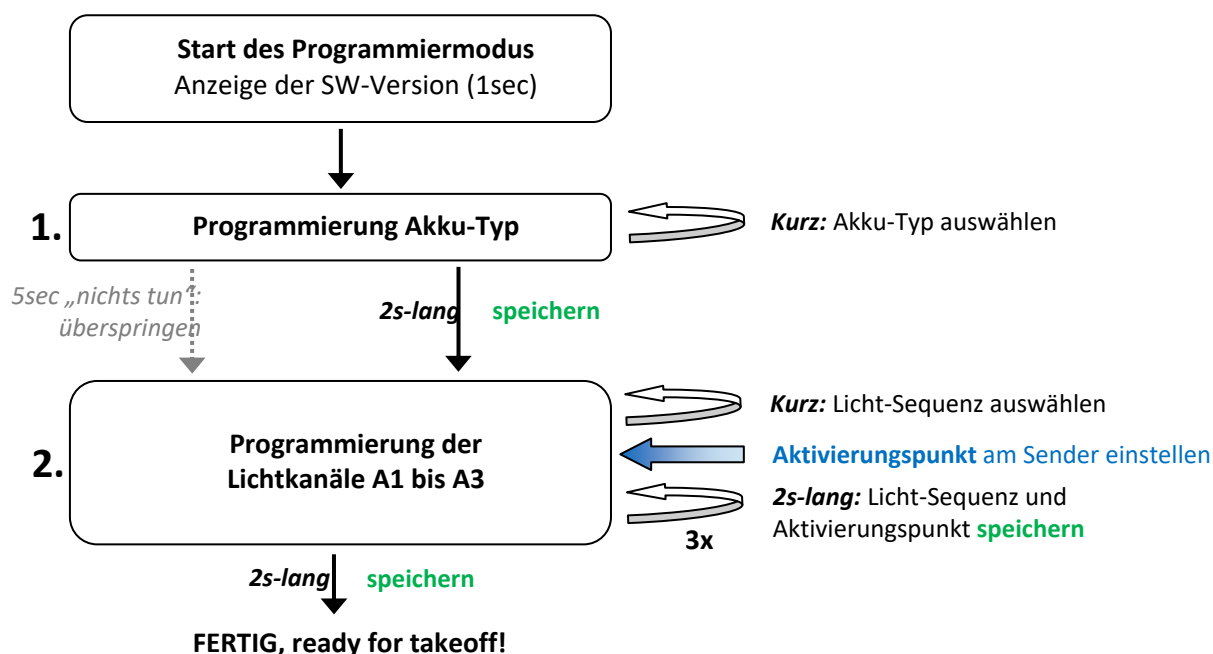 Start des Programmiermodus
Anzeige der SW-Version (1sec)
1.
Programmierung Akku-Typ
Kurz: Akku-Typ auswählen
5sec „nichts tun“:
überspringen
2s-lang speichern
2.
Programmierung der
Lichtkanäle A1 bis A3
Kurz: Licht-Sequenz auswählen
Aktivierungspunkt am Sender einstellen
2s-lang: Licht-Sequenz und
Aktivierungspunkt speichern
3x
2s-lang speichern
FERTIG, ready for takeoff!